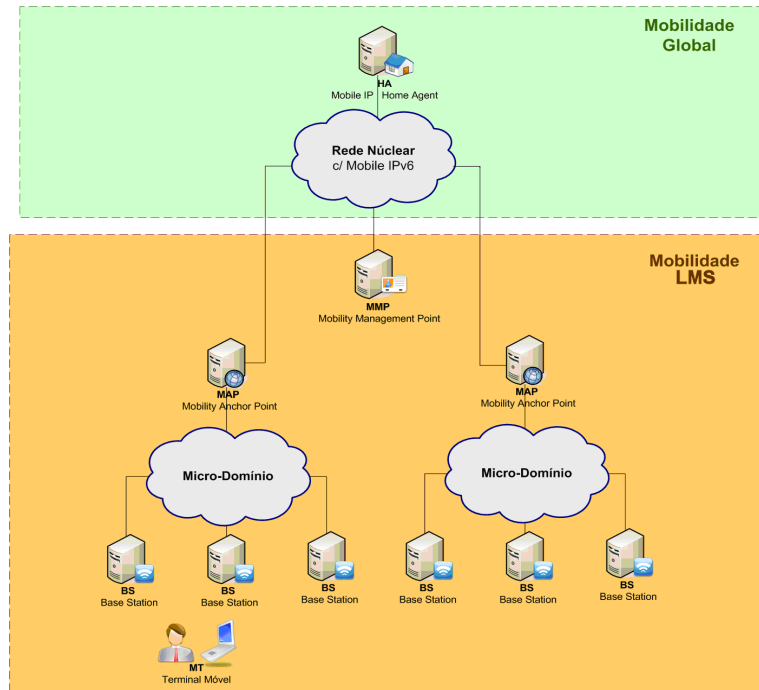 Mobilidade
Global
HA
Mobile IP Home Agent
Rede Núclear
c/ Mobile IPv6
Mobilidade
LMS
MMP
Mobility Management Point
MAP
Mobility Anchor Point
MAP
Mobility Anchor Point
Micro-Domínio
Micro-Domínio
BS
Base Station
BS
Base Station
BS
Base Station
BS
Base Station
BS
Base Station
BS
Base Station
MT
Terminal Móvel